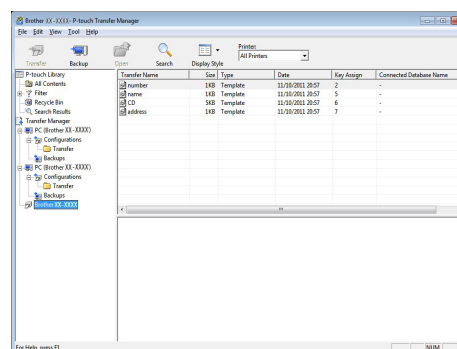 Brother XX-XXXX- P-touch Transfer Manager
File Edit View Tool Help
Transfer Backup Open Search Display Style
Printer:
All Printers
P-touch Library
All Contents
Filter
Recycle Bin
Search Results
Transfer Manager
PC (Brother XX-XXXX)
Configurations
Transfer
Backups
PC (Brother XX-XXXX)
Configurations
Transfer
Backups
Brother XX-XXXX
Transfer Name Size Type Date Key Assign Connected Database Name
number 1KB Template 11/10/2011 20:57 2 -
name 1KB Template 11/10/2011 20:57 5 -
CD 5KB Template 11/10/2011 20:57 6 -
address 1KB Template 11/10/2011 20:57 7 -
For Help, press F1
NUM